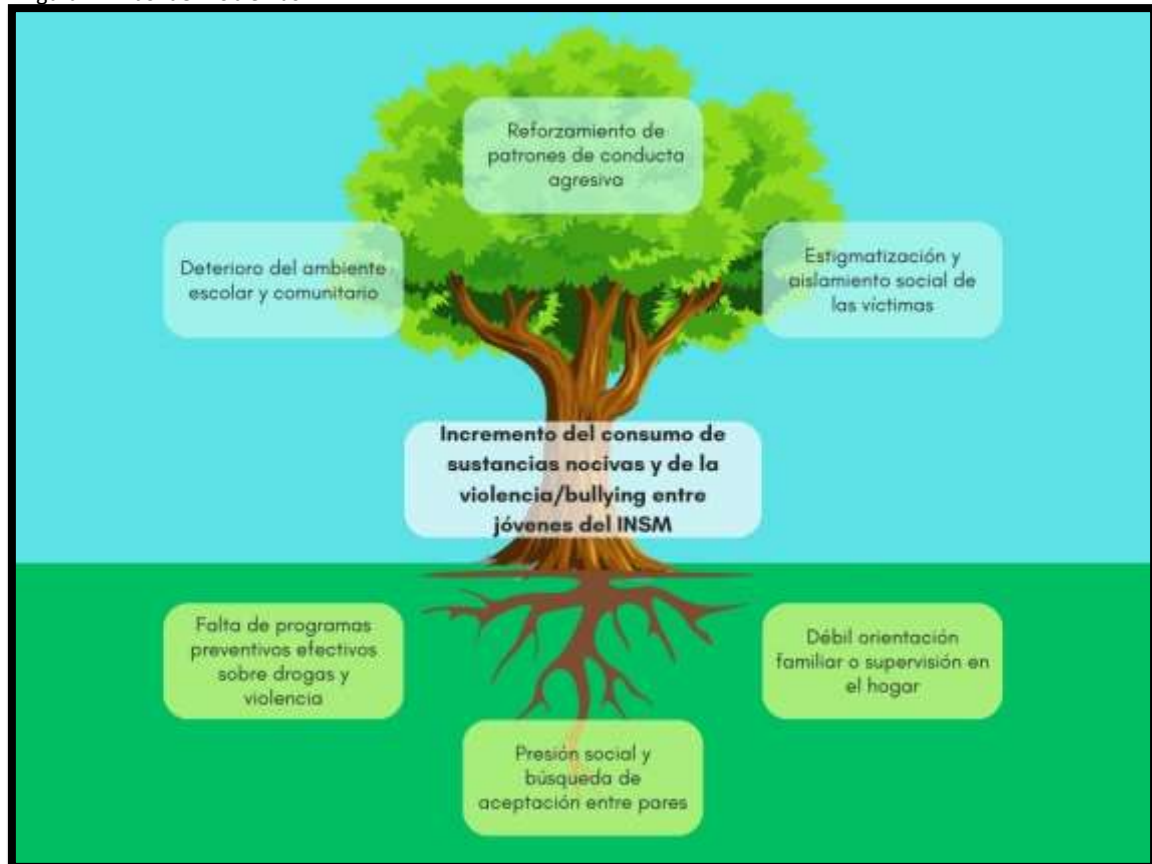 Reforzamiento de
patrones de conducta
agresiva
Deterioro del ambiente
escolar y comunitario
Estigmatización y
aislamiento social de
las víctimas
Incremento del consumo de
sustancias nocivas y de la
violencia/bullying entre
jóvenes del INSM
Falta de programas
preventivos efectivos
sobre drogas y
violencia
Débil orientación
familiar o supervisión en
el hogar
Presión social y
búsqueda de
aceptación entre pares